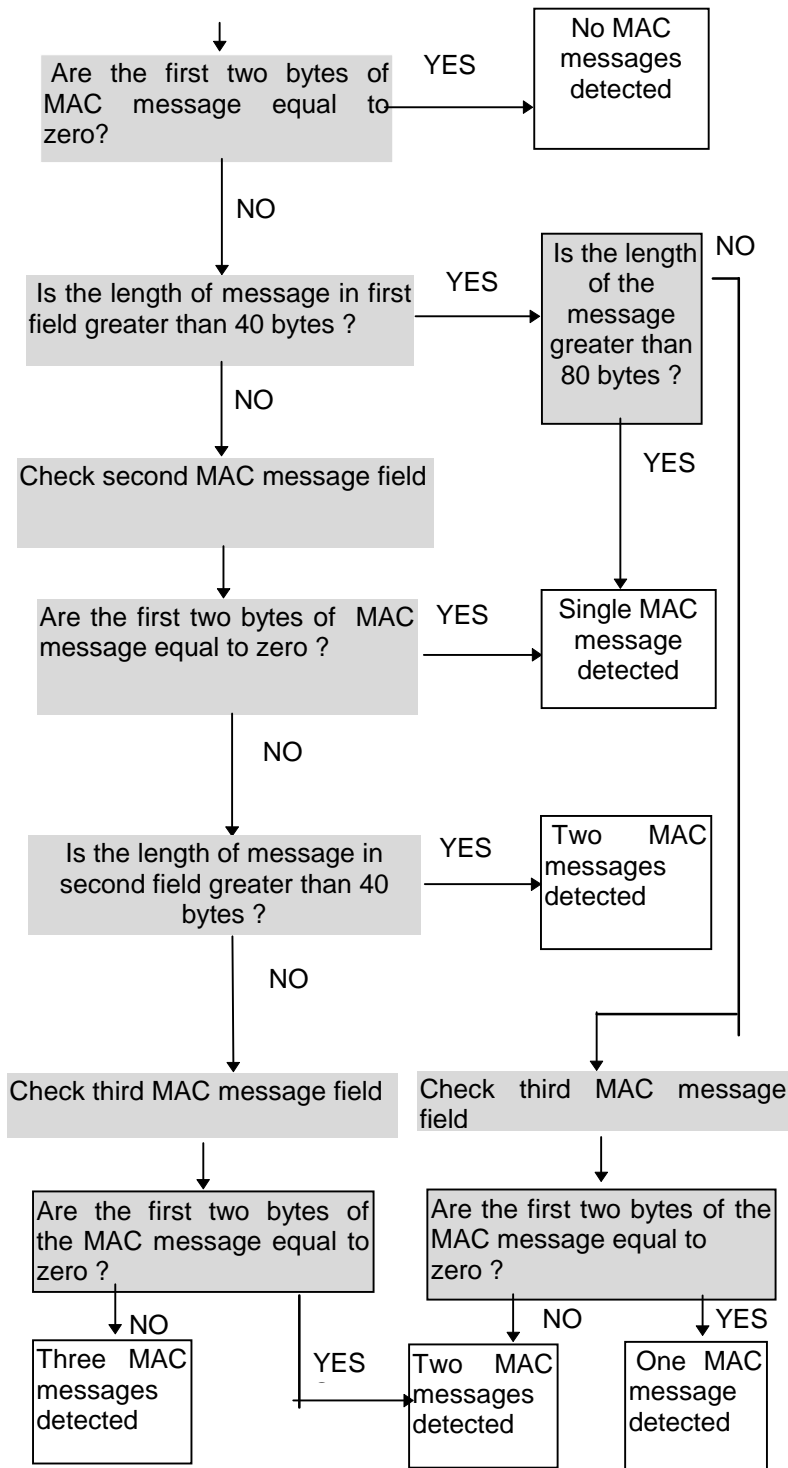 Are the first two bytes of
MAC message equal to
zero?
YES
No MAC
messages
detected
NO
Is the length of message in first
field greater than 40 bytes ?
YES
Is the length
of the
message
greater than
80 bytes ?
NO
NO
YES
Check second MAC message field
Are the first two bytes of MAC
message equal to zero ?
YES
Single MAC
message
detected
NO
Is the length of message in
second field greater than 40
bytes ?
YES
Two MAC
messages
detected
NO
Check third MAC message field
Check third MAC message
field
Are the first two bytes of
the MAC message equal to
zero ?
Are the first two bytes of the
MAC message equal to
zero ?
NO
YES
NO
YES
Three MAC
messages
detected
Two MAC
messages
detected
One MAC
message
detected